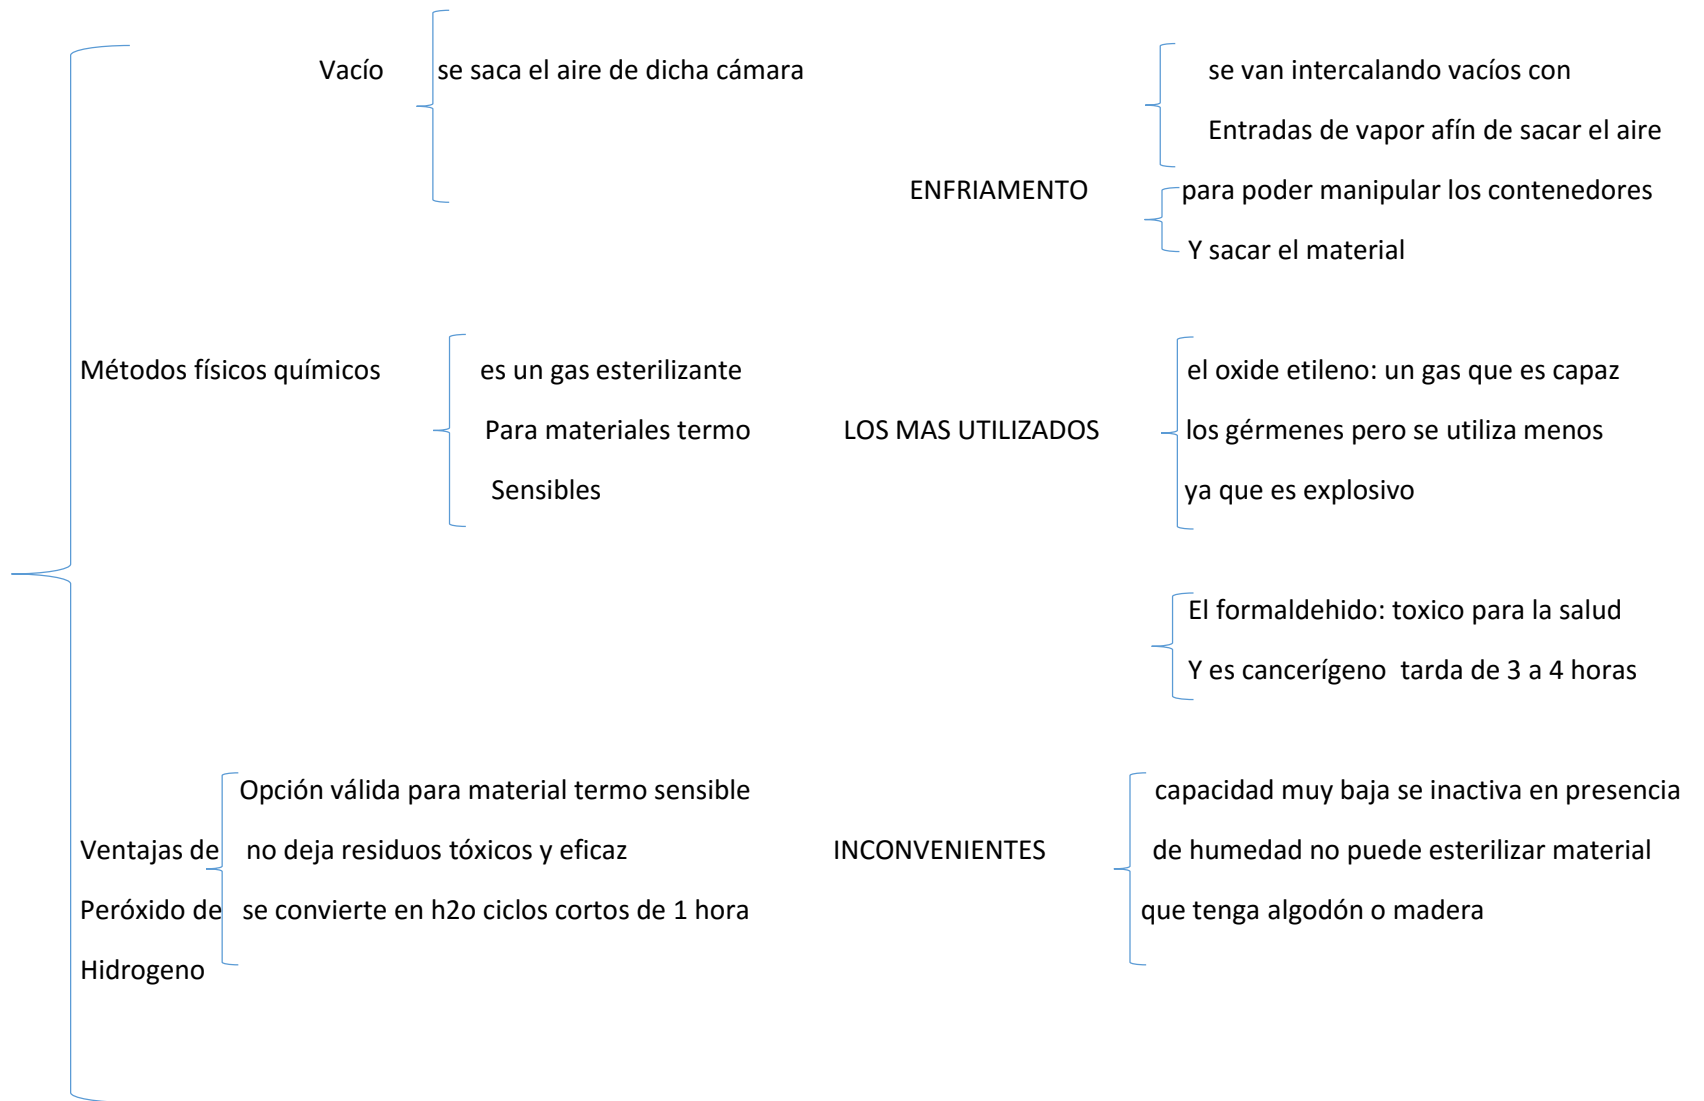 Vacío se saca el aire de dicha cámara se van intercalando vacíos con
Entradas de vapor afín de sacar el aire
ENFRIAMENTO para poder manipular los contenedores
Y sacar el material
Métodos físicos químicos es un gas esterilizante el oxide etileno: un gas que es capaz
Para materiales termo LOS MAS UTILIZADOS los gérmenes pero se utiliza menos
Sensibles ya que es explosivo
El formaldehido: toxico para la salud
Y es cancerígeno tarda de 3 a 4 horas
Opción válida para material termo sensible capacidad muy baja se inactiva en presencia
Ventajas de no deja residuos tóxicos y eficaz INCONVENIENTES de humedad no puede esterilizar material
Peróxido de se convierte en h2o ciclos cortos de 1 hora que tenga algodón o madera
Hidrogeno